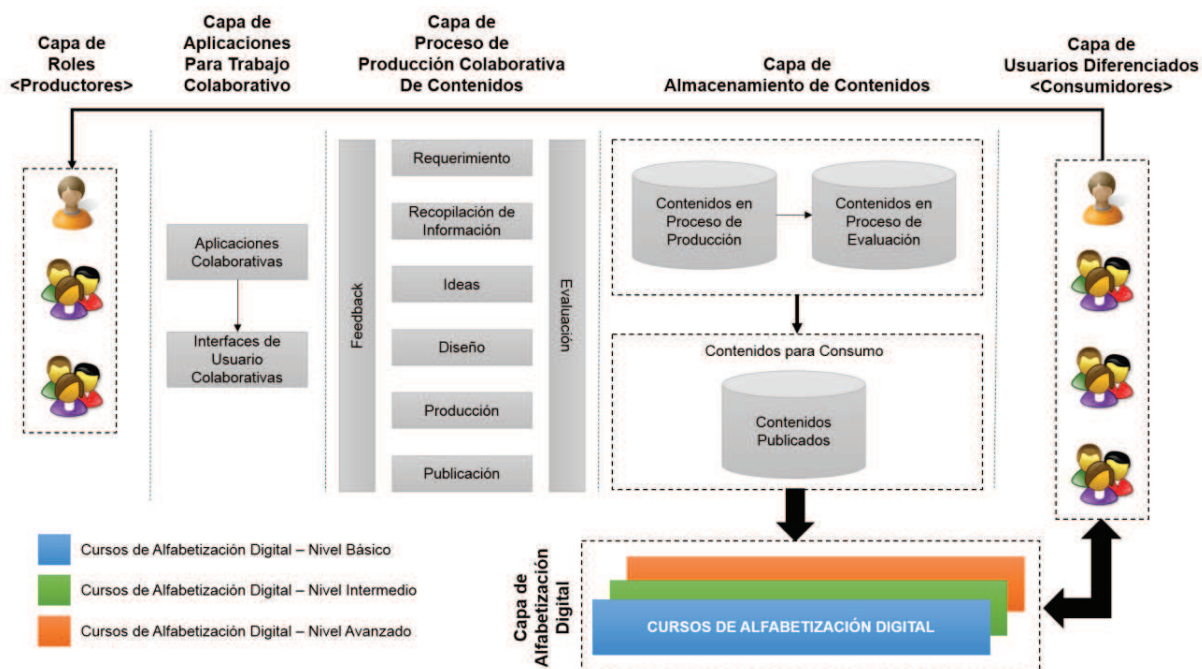 Capa de
Roles
<Productores>
Capa de
Aplicaciones
Para Trabajo
Colaborativo
Capa de
Proceso de
Producción Colaborativa
De Contenidos
Capa de
Almacenamiento de Contenidos
Capa de
Usuarios Diferenciados
<Consumidores>
Aplicaciones
Colaborativas
Interfaces de
Usuario
Colaborativas
Feedback
Requerimiento
Recopilación de
Información
Ideas
Diseño
Producción
Publicación
Evaluación
Contenidos en
Proceso de
Producción
Contenidos en
Proceso de
Evaluación
Contenidos para Consumo
Contenidos
Publicados
Cursos de Alfabetización Digital – Nivel Básico
Cursos de Alfabetización Digital – Nivel Intermedio
Cursos de Alfabetización Digital – Nivel Avanzado
Capa de
Alfabetización
Digital
CURSOS DE ALFABETIZACIÓN DIGITAL